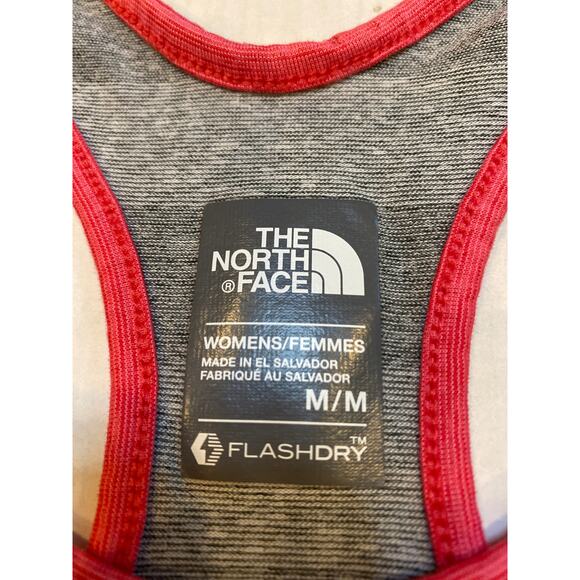 THE
NORTH
® FACE
WOMENS/FEMMES
MADE IN EL SALVADOR
FABRIQUÉ AU SALVADOR
M/M
FLASHDRY™